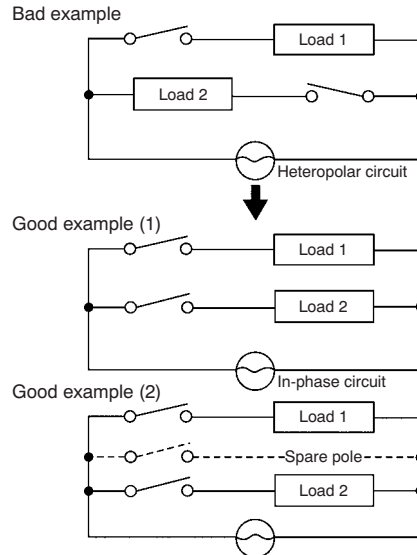 Bad example
Load 1
Load 2
Heteropolar circuit
Good example (1)
Load 1
Load 2
In-phase circuit
Good example (2)
Load 1
Spare pole
Load 2